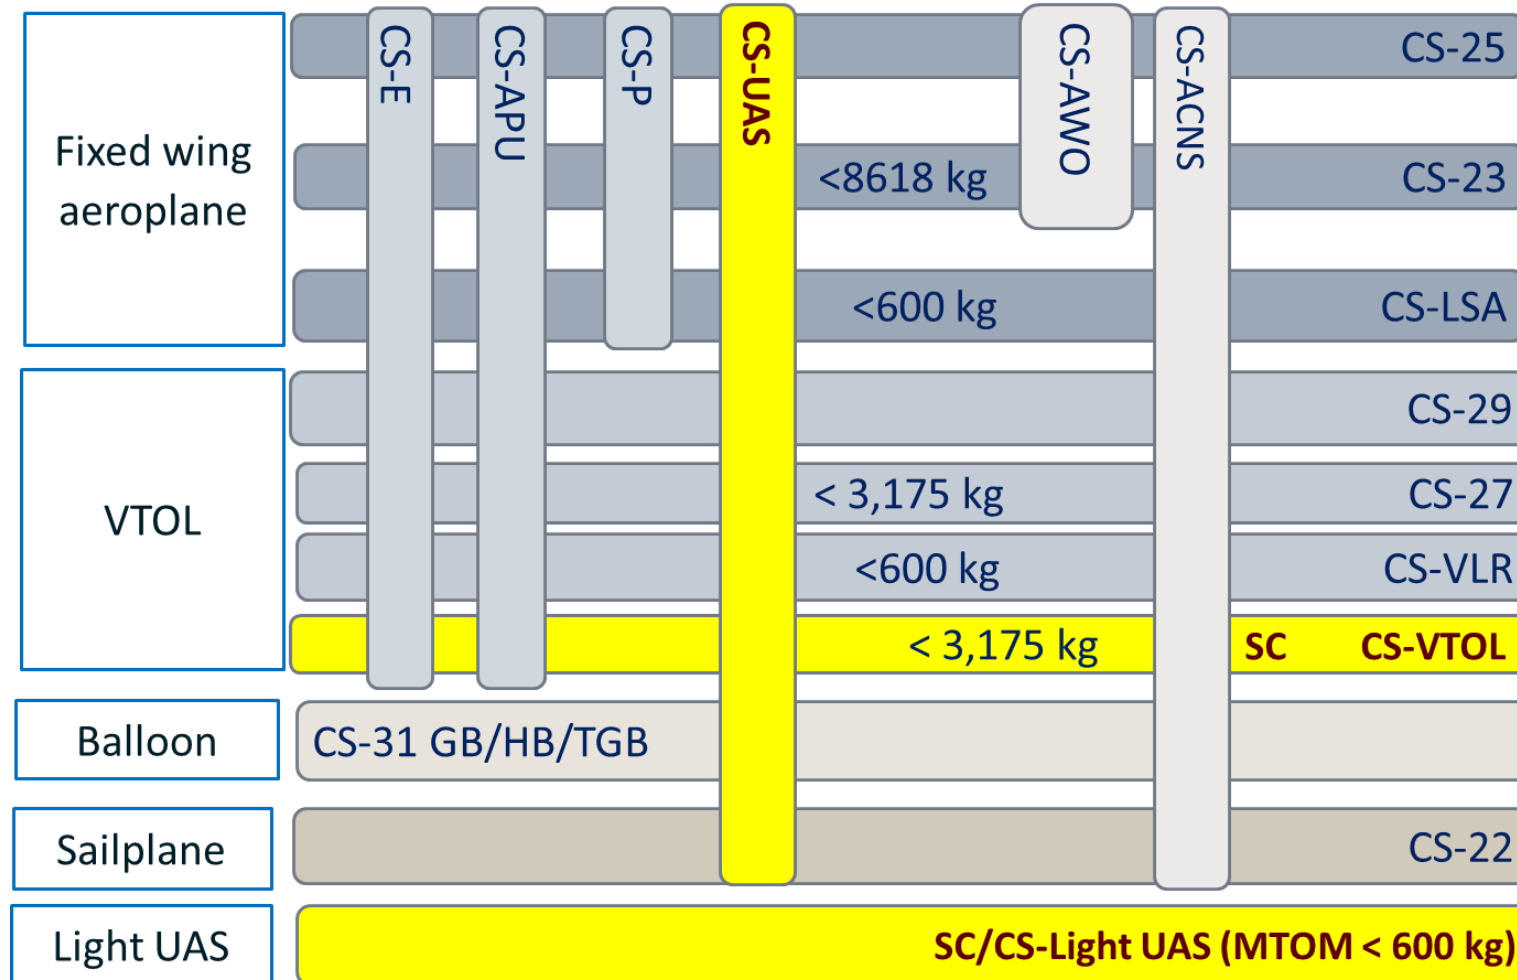 CS-E
CS-APU
CS-P
CS-UAS
CS-AWO
CS-ACNS
Fixed wing
aeroplane
CS-25
<8618 kg
CS-23
<600 kg
CS-LSA
VTOL
CS-29
< 3,175 kg
CS-27
<600 kg
CS-VLR
< 3,175 kg
SC
CS-VTOL
Balloon
CS-31 GB/HB/TGB
Sailplane
CS-22
Light UAS
SC/CS-Light UAS (MTOM < 600 kg)